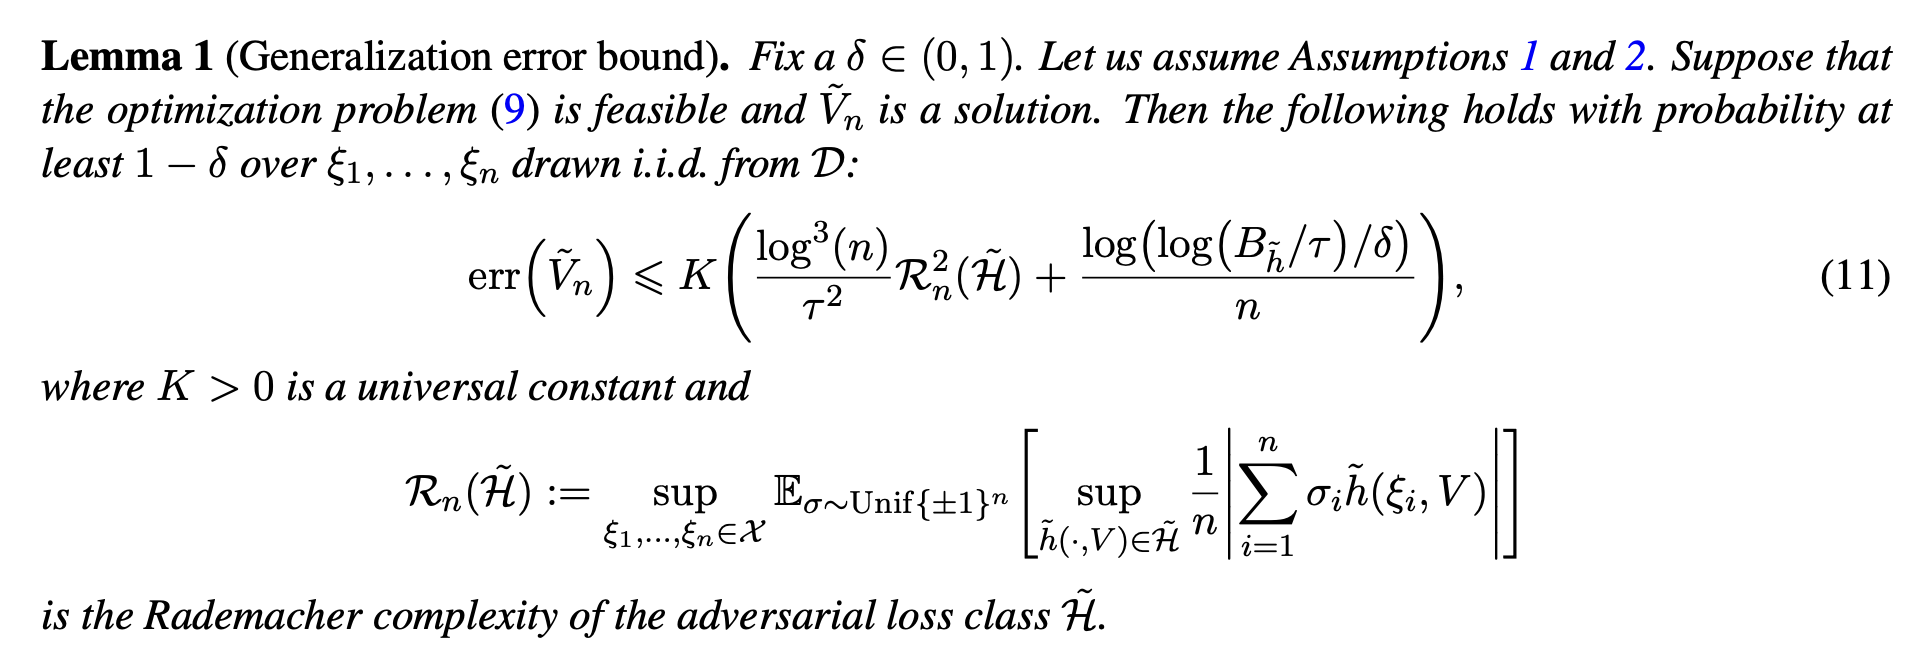 Lemma 1 (Generalization error bound). Fix a δ ∈ (0, 1). Let us assume Assumptions 1 and 2. Suppose that
the optimization problem (9) is feasible and Ṽ_n is a solution. Then the following holds with probability at
least 1 − δ over ξ_1, . . . , ξ_n drawn i.i.d. from 𝒟:
err(Ṽ_n) ⩽ K( \frac{log^3(n)}{τ^2} ℛ_n^2(ℋ̃) + \frac{log(log(B_{h̃}/τ)/δ)}{n} ), (11)
where K > 0 is a universal constant and
ℛ_n(ℋ̃) := sup_{ξ_1,...,ξ_n∈𝒳} 𝔼_{σ∼Unif{±1}^n} [ sup_{h̃(·,V)∈ℋ̃} \frac{1}{n} | ∑_{i=1}^{n} σ_i h̃(ξ_i, V) | ]
is the Rademacher complexity of the adversarial loss class ℋ̃.